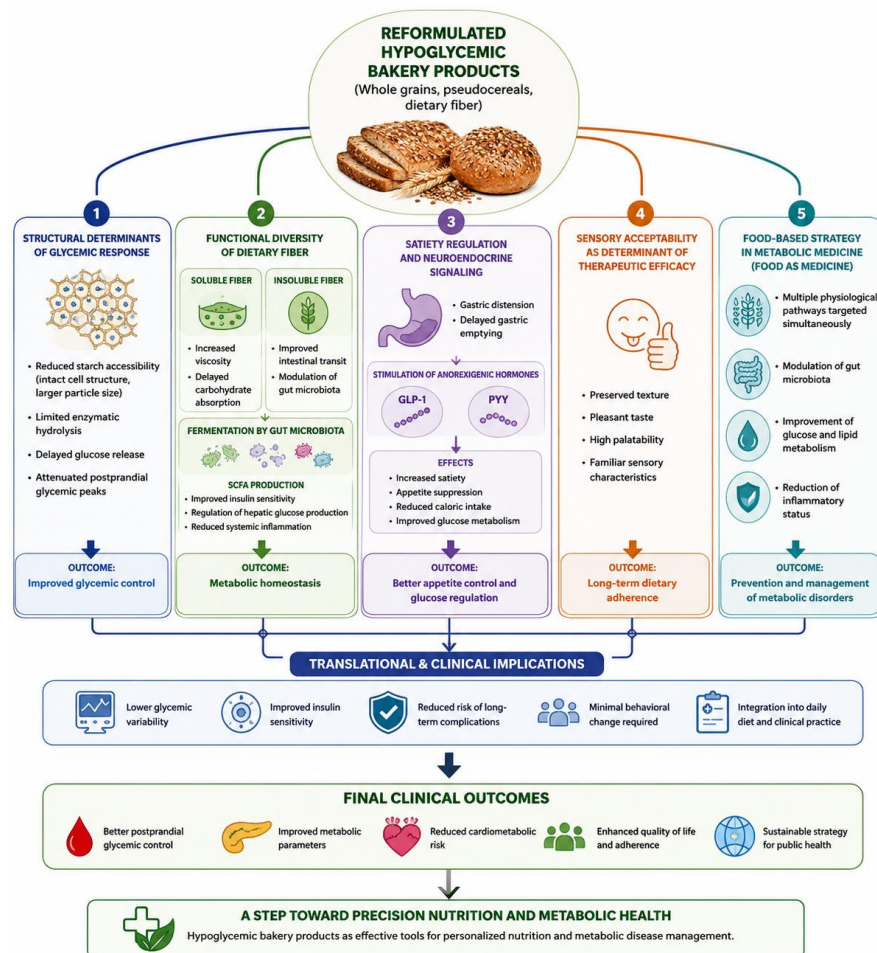 REFORMULATED
HYPOGLYCEMIC
BAKERY PRODUCTS
(Whole grains, pseudocereals,
dietary fiber)
1
STRUCTURAL DETERMINANTS
OF GLYCEMIC RESPONSE
• Reduced starch accessibility
(intact cell structure,
larger particle size)
• Limited enzymatic
hydrolysis
• Delayed glucose release
• Attenuated postprandial
glycemic peaks
OUTCOME:
Improved glycemic control
2
FUNCTIONAL DIVERSITY
OF DIETARY FIBER
SOLUBLE FIBER
• Increased
viscosity
• Delayed
carbohydrate
absorption
INSOLUBLE FIBER
• Improved
intestinal transit
• Modulation of
gut microbiota
FERMENTATION BY GUT MICROBIOTA
SCFA PRODUCTION
• Improved insulin sensitivity
• Regulation of hepatic glucose production
• Reduced systemic inflammation
OUTCOME:
Metabolic homeostasis
3
SATIETY REGULATION
AND NEUROENDOCRINE
SIGNALING
• Gastric distension
• Delayed gastric
emptying
STIMULATION OF ANOREXIGENIC HORMONES
GLP-1
PYY
EFFECTS
• Increased satiety
• Appetite suppression
• Reduced caloric intake
• Improved glucose metabolism
OUTCOME:
Better appetite control and
glucose regulation
4
SENSORY ACCEPTABILITY
AS DETERMINANT OF
THERAPEUTIC EFFICACY
• Preserved texture
• Pleasant taste
• High palatability
• Familiar sensory
characteristics
OUTCOME:
Long-term dietary
adherence
5
FOOD-BASED STRATEGY
IN METABOLIC MEDICINE
(FOOD AS MEDICINE)
• Multiple physiological
pathways targeted
simultaneously
• Modulation of gut
microbiota
• Improvement of
glucose and lipid
metabolism
• Reduction of
inflammatory
status
OUTCOME:
Prevention and management
of metabolic disorders
TRANSLATIONAL & CLINICAL IMPLICATIONS
Lower glycemic
variability
Improved insulin
sensitivity
Reduced risk of long-
term complications
Minimal behavioral
change required
Integration into daily
diet and clinical practice
FINAL CLINICAL OUTCOMES
Better postprandial
glycemic control
Improved metabolic
parameters
Reduced cardiometabolic
risk
Enhanced quality of life
and adherence
Sustainable strategy
for public health
A STEP TOWARD PRECISION NUTRITION AND METABOLIC HEALTH
Hypoglycemic bakery products as effective tools for personalized nutrition and metabolic disease management.